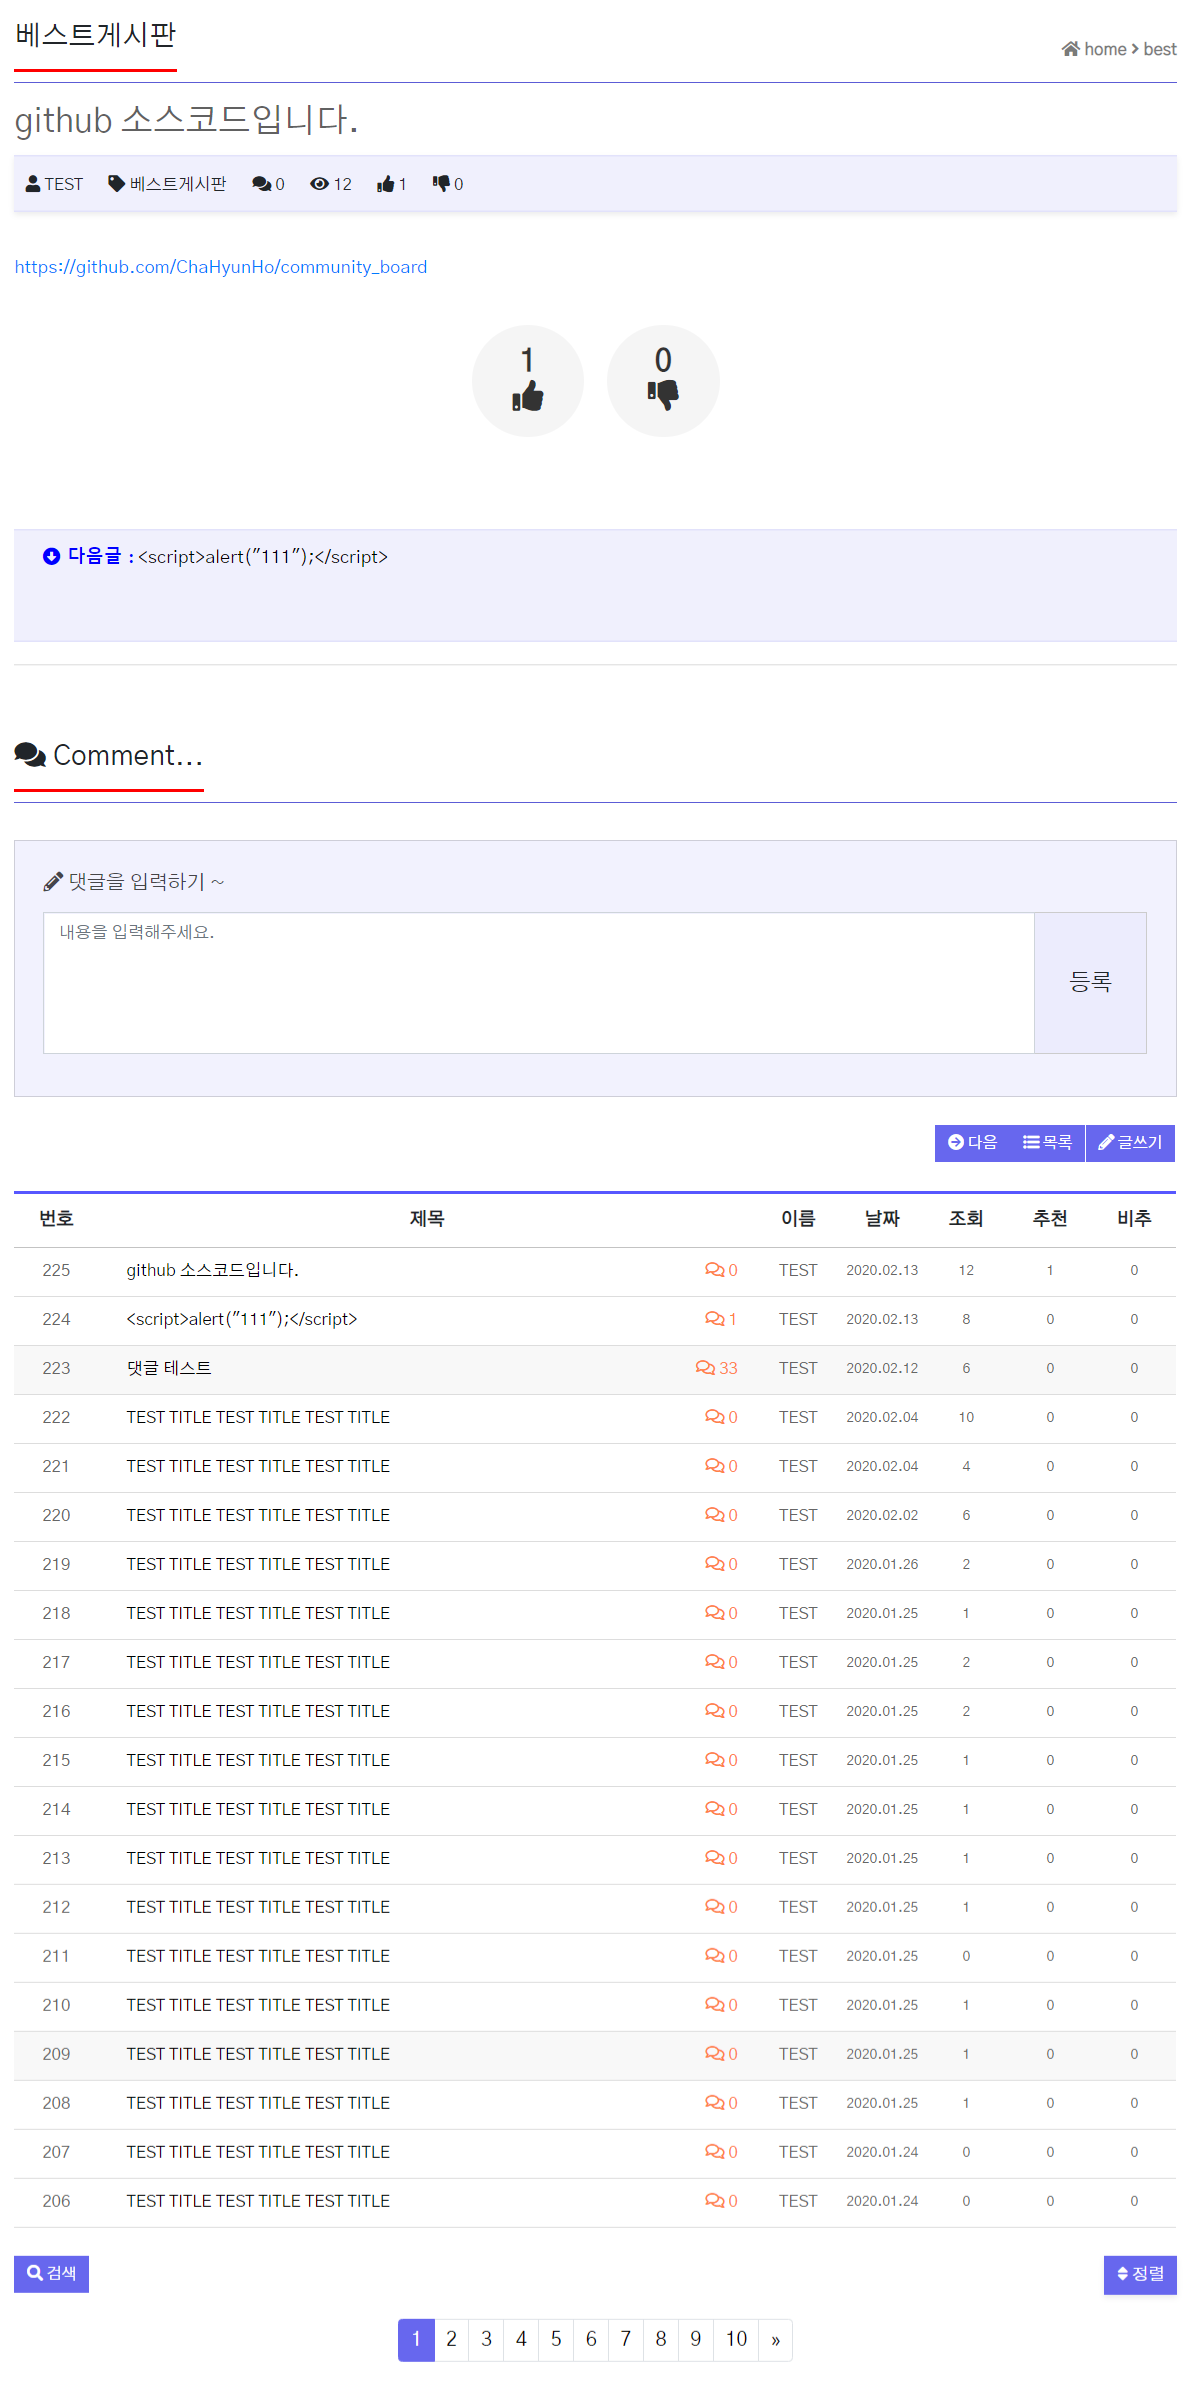 베스트게시판
home > best
github 소스코드입니다.
TEST 베스트게시판 0 12 1 0
https://github.com/ChaHyunHo/community_board
1 0
다음글 : <script>alert("111");</script>
Comment...
댓글을 입력하기 ~
내용을 입력해주세요.
등록
다음 목록 글쓰기
번호 제목 이름 날짜 조회 추천 비추
225 github 소스코드입니다. 0 TEST 2020.02.13 12 1 0
224 <script>alert("111");</script> 1 TEST 2020.02.13 8 0 0
223 댓글 테스트 33 TEST 2020.02.12 6 0 0
222 TEST TITLE TEST TITLE TEST TITLE 0 TEST 2020.02.04 10 0 0
221 TEST TITLE TEST TITLE TEST TITLE 0 TEST 2020.02.04 4 0 0
220 TEST TITLE TEST TITLE TEST TITLE 0 TEST 2020.02.02 6 0 0
219 TEST TITLE TEST TITLE TEST TITLE 0 TEST 2020.01.26 2 0 0
218 TEST TITLE TEST TITLE TEST TITLE 0 TEST 2020.01.25 1 0 0
217 TEST TITLE TEST TITLE TEST TITLE 0 TEST 2020.01.25 2 0 0
216 TEST TITLE TEST TITLE TEST TITLE 0 TEST 2020.01.25 2 0 0
215 TEST TITLE TEST TITLE TEST TITLE 0 TEST 2020.01.25 1 0 0
214 TEST TITLE TEST TITLE TEST TITLE 0 TEST 2020.01.25 1 0 0
213 TEST TITLE TEST TITLE TEST TITLE 0 TEST 2020.01.25 1 0 0
212 TEST TITLE TEST TITLE TEST TITLE 0 TEST 2020.01.25 1 0 0
211 TEST TITLE TEST TITLE TEST TITLE 0 TEST 2020.01.25 0 0 0
210 TEST TITLE TEST TITLE TEST TITLE 0 TEST 2020.01.25 1 0 0
209 TEST TITLE TEST TITLE TEST TITLE 0 TEST 2020.01.25 1 0 0
208 TEST TITLE TEST TITLE TEST TITLE 0 TEST 2020.01.25 1 0 0
207 TEST TITLE TEST TITLE TEST TITLE 0 TEST 2020.01.24 0 0 0
206 TEST TITLE TEST TITLE TEST TITLE 0 TEST 2020.01.24 0 0 0
검색 정렬
1 2 3 4 5 6 7 8 9 10 »